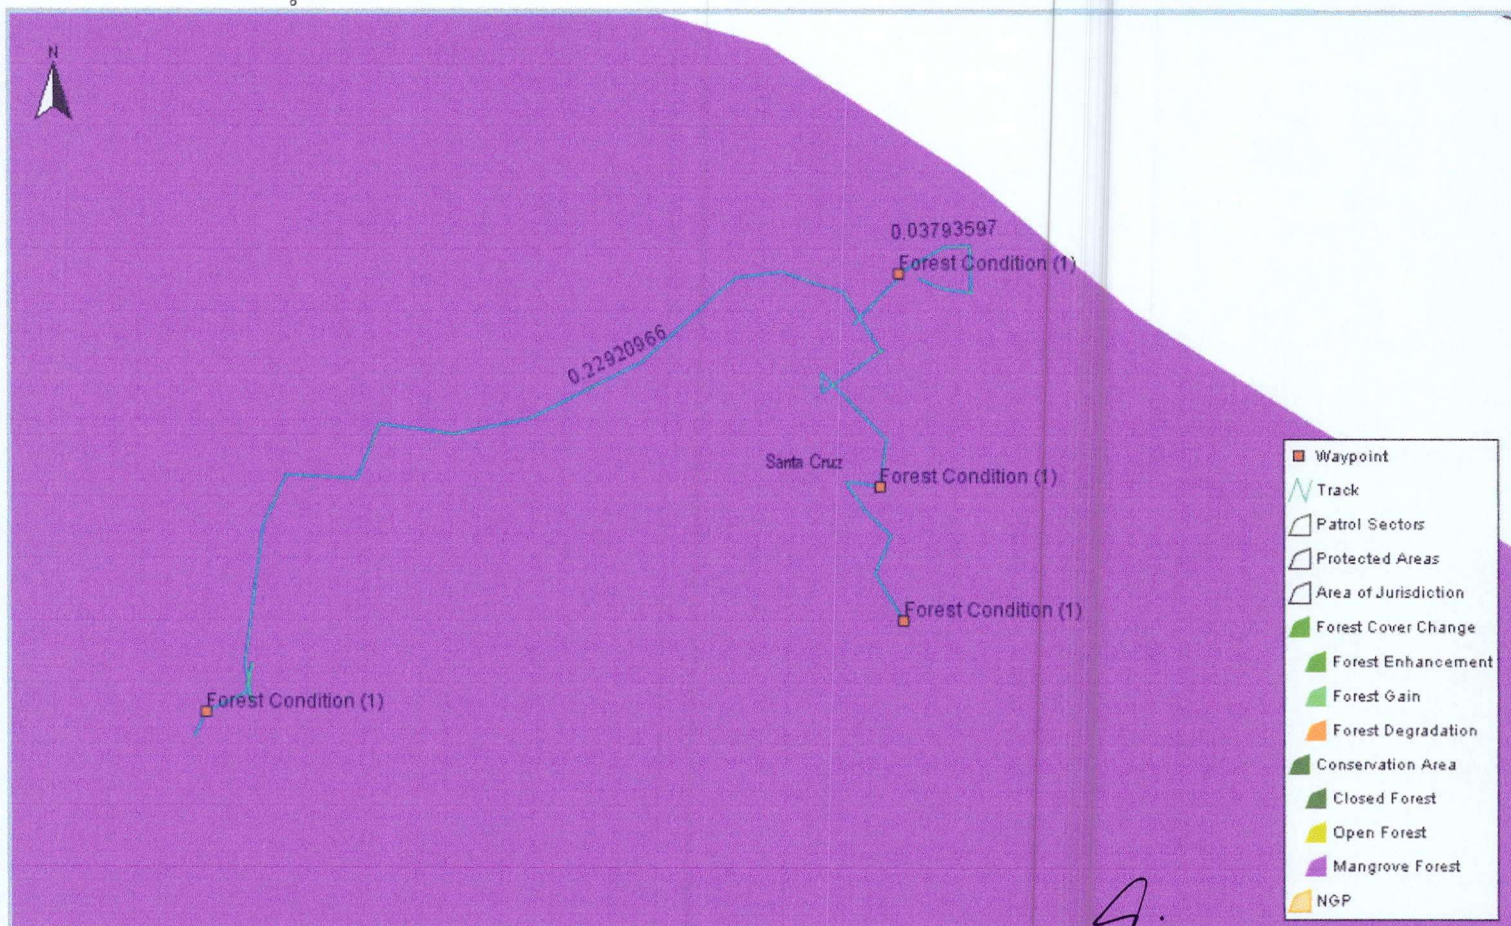 N
0.03793597
Forest Condition (1)
0.22920966
Santa Cruz
Forest Condition (1)
Forest Condition (1)
Forest Condition (1)
Waypoint
Track
Patrol Sectors
Protected Areas
Area of Jurisdiction
Forest Cover Change
Forest Enhancement
Forest Gain
Forest Degradation
Conservation Area
Closed Forest
Open Forest
Mangrove Forest
NGP